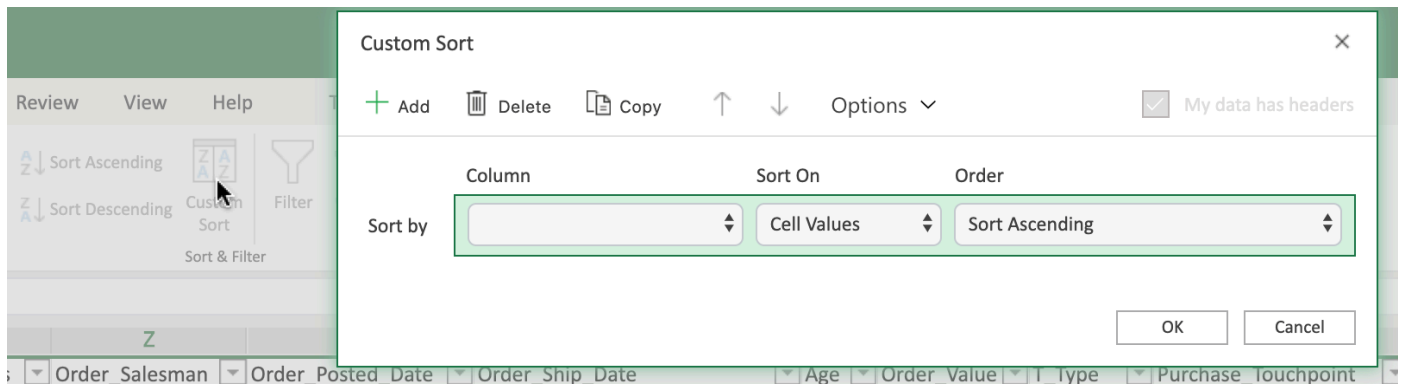 Custom Sort
Review View Help
Add Delete Copy Options My data has headers
Sort Ascending
Sort Descending Custom Sort Filter
Sort & Filter
Column Sort On Order
Sort by Cell Values Sort Ascending
OK Cancel
Z
s Order_Salesman Order_Posted_Date Order_Ship_Date Age Order_Value T_Type Purchase_Touchpoint